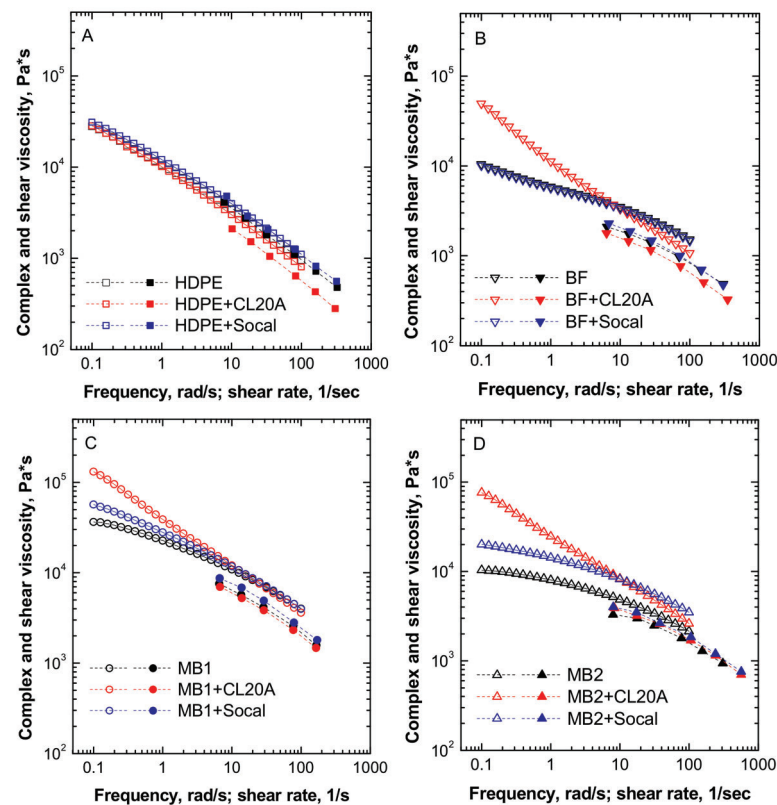 A
Complex and shear viscosity, Pa*s
10^5
10^4
10^3
10^2
HDPE
HDPE+CL20A
HDPE+Socal
0.1 1 10 100 1000
Frequency, rad/s; shear rate, 1/sec
B
Complex and shear viscosity, Pa*s
10^5
10^4
10^3
10^2
BF
BF+CL20A
BF+Socal
0.1 1 10 100 1000
Frequency, rad/s; shear rate, 1/s
C
Complex and shear viscosity, Pa*s
10^5
10^4
10^3
10^2
MB1
MB1+CL20A
MB1+Socal
0.1 1 10 100 1000
Frequency, rad/s; shear rate, 1/s
D
Complex and shear viscosity, Pa*s
10^5
10^4
10^3
10^2
MB2
MB2+CL20A
MB2+Socal
0.1 1 10 100 1000
Frequency, rad/s; shear rate, 1/sec